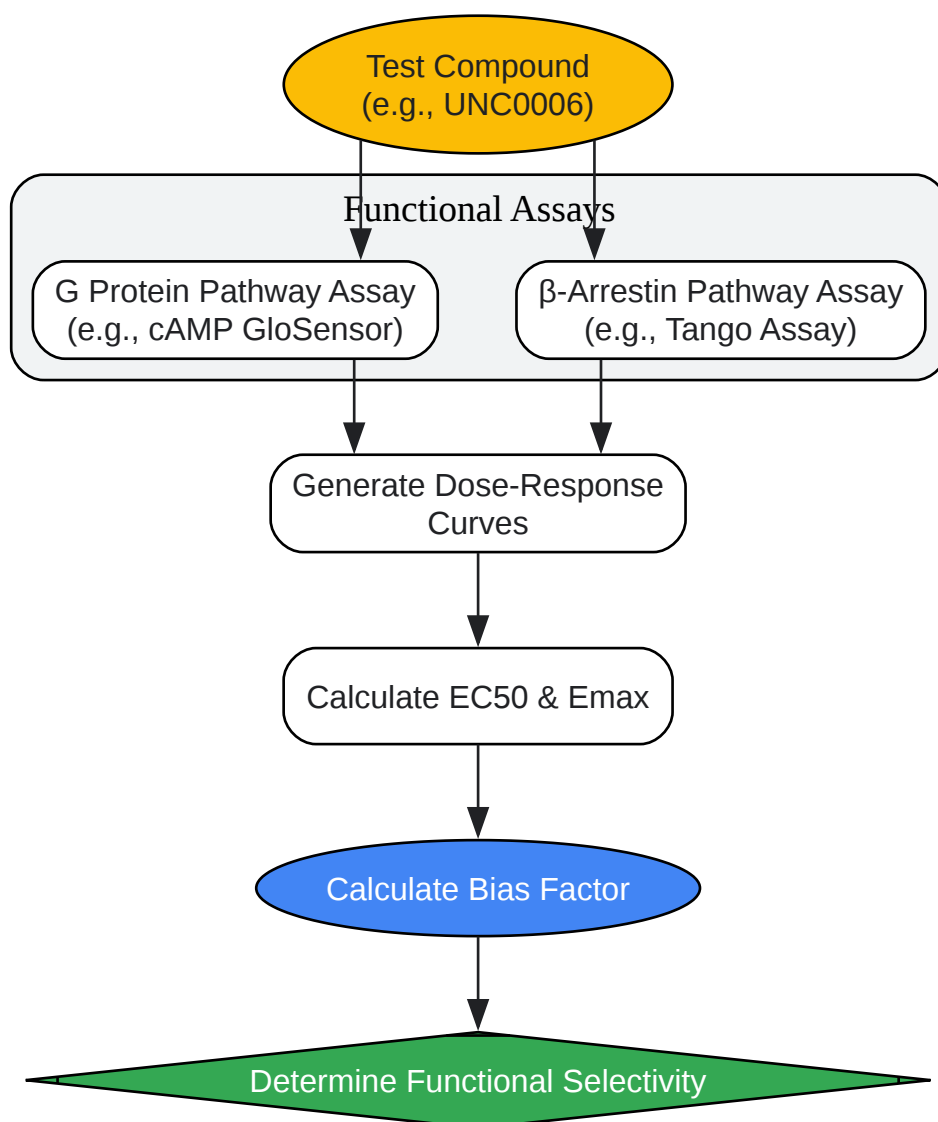 Test Compound
(e.g., UNC0006)
Functional Assays
G Protein Pathway Assay
(e.g., cAMP GloSensor)
β-Arrestin Pathway Assay
(e.g., Tango Assay)
Generate Dose-Response
Curves
Calculate EC50 & Emax
Calculate Bias Factor
Determine Functional Selectivity